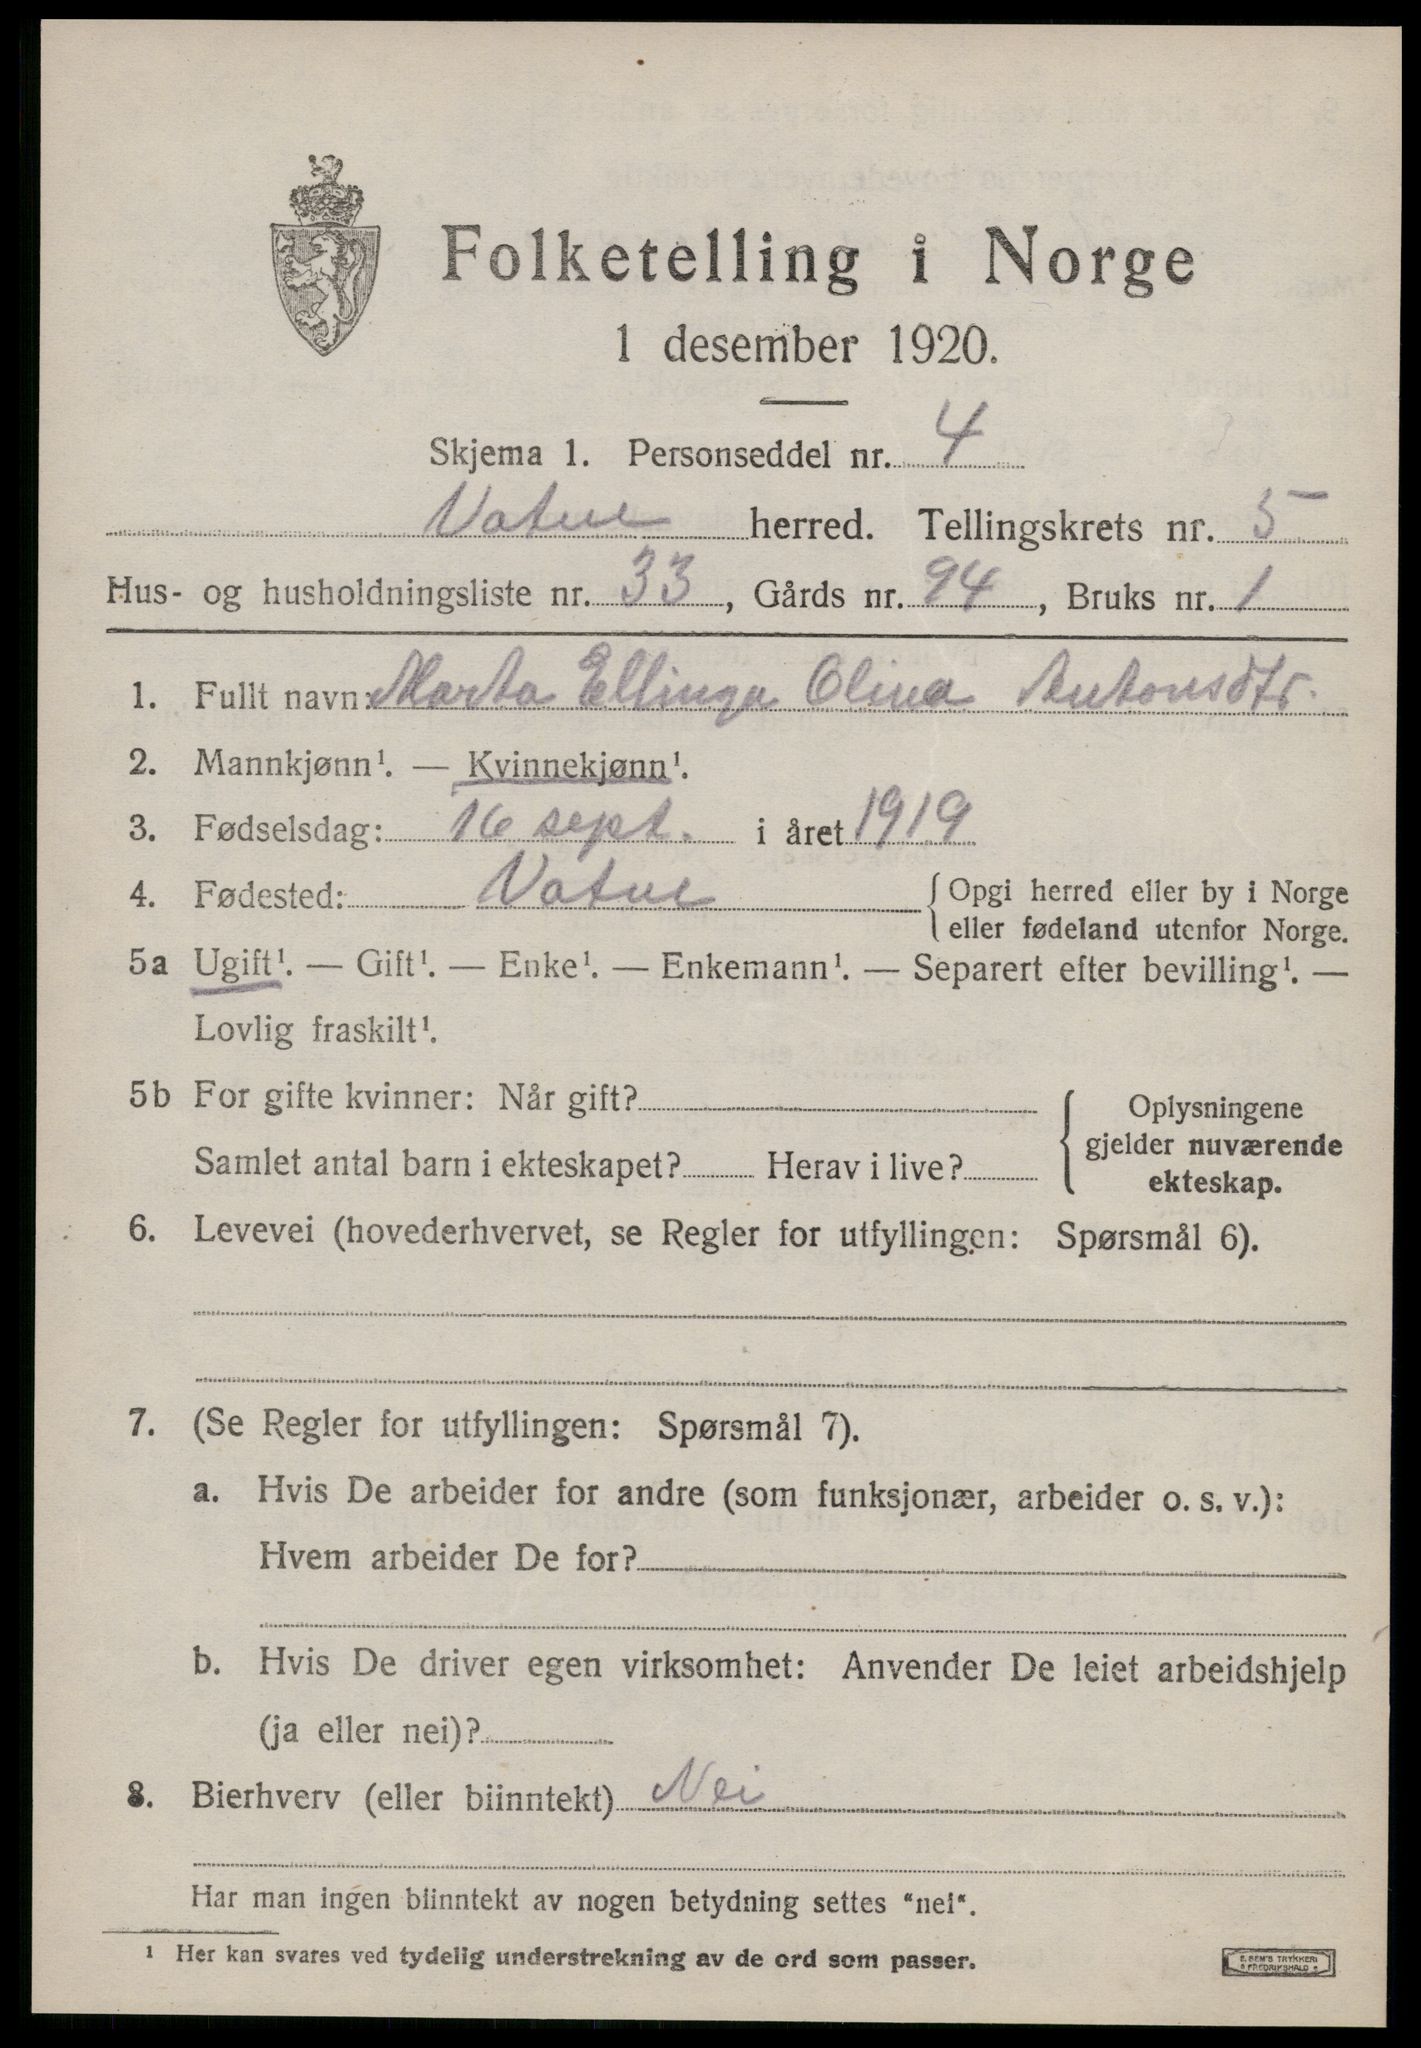 Folketelling i Norge
1 desember 1920.
Skjema 1. Personseddel nr. 4
Vatne herred. Tellingskrets nr. 5
Hus- og husholdningsliste nr. 33, Gårds nr. 94, Bruks nr. 1
1. Fullt navn: Marta Ellinga Olina Antonsdtr.
2. Mannkjønn¹. — Kvinnekjønn¹.
3. Fødselsdag: 16 sept. i året 1919
4. Fødested: Vatne { Opgi herred eller by i Norge
eller fødeland utenfor Norge.
5a Ugift¹. — Gift¹. — Enke¹. — Enkemann¹. — Separert efter bevilling¹. —
Lovlig fraskilt¹.
5b For gifte kvinner: Når gift?
Samlet antal barn i ekteskapet? Herav i live?
{ Oplysningene
gjelder nuværende
ekteskap.
6. Levevei (hovederhvervet, se Regler for utfyllingen: Spørsmål 6).
7. (Se Regler for utfyllingen: Spørsmål 7).
a. Hvis De arbeider for andre (som funksjonær, arbeider o. s. v.):
Hvem arbeider De for?
b. Hvis De driver egen virksomhet: Anvender De leiet arbeidshjelp
(ja eller nei)?
8. Bierhverv (eller biinntekt) Nei
Har man ingen biinntekt av nogen betydning settes "nei".
¹ Her kan svares ved tydelig understrekning av de ord som passer.
E. SEM'S TRYKKERI
FREDRIKSHALD